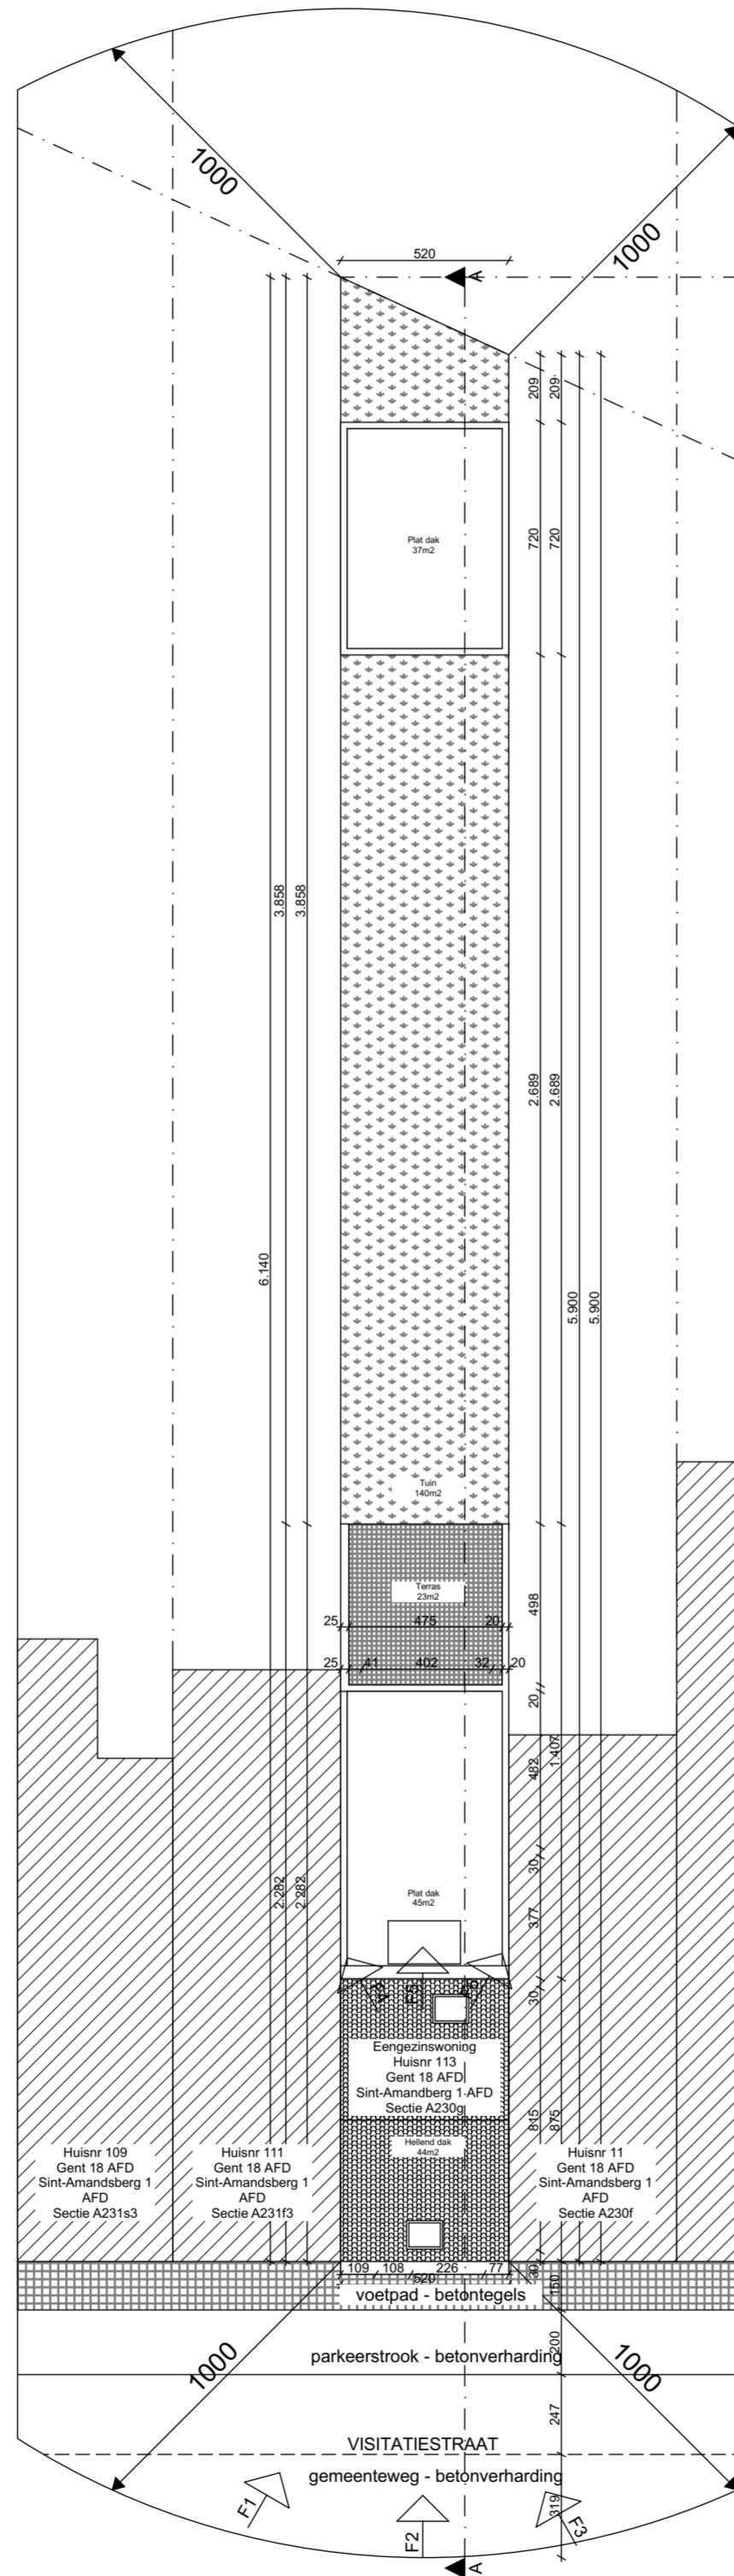 1000
1000
520
A
209
209
Plat dak
37m2
720
720
3.858
3.858
2.689
2.689
6.140
5.900
5.900
Tuin
140m2
Terras
23m2
498
25
475
20
25
41
402
32
20
20
1.407
482
30
Plat dak
45m2
2.282
2.282
377
F5
30
Eengezinswoning
Huisnr 113
Gent 18 AFD
Sint-Amandberg 1 AFD
Sectie A230g
815
875
Hellend dak
44m2
Huisnr 109
Gent 18 AFD
Sint-Amandsberg 1
AFD
Sectie A231s3
Huisnr 111
Gent 18 AFD
Sint-Amandsberg 1
AFD
Sectie A231f3
Huisnr 11
Gent 18 AFD
Sint-Amandsberg 1
AFD
Sectie A230f
109
108
226
77
30
520
150
voetpad - betontegels
200
parkeerstrook - betonverharding
1000
1000
247
VISITATIESTRAAT
gemeenteweg - betonverharding
319
F1
F2
F3
A